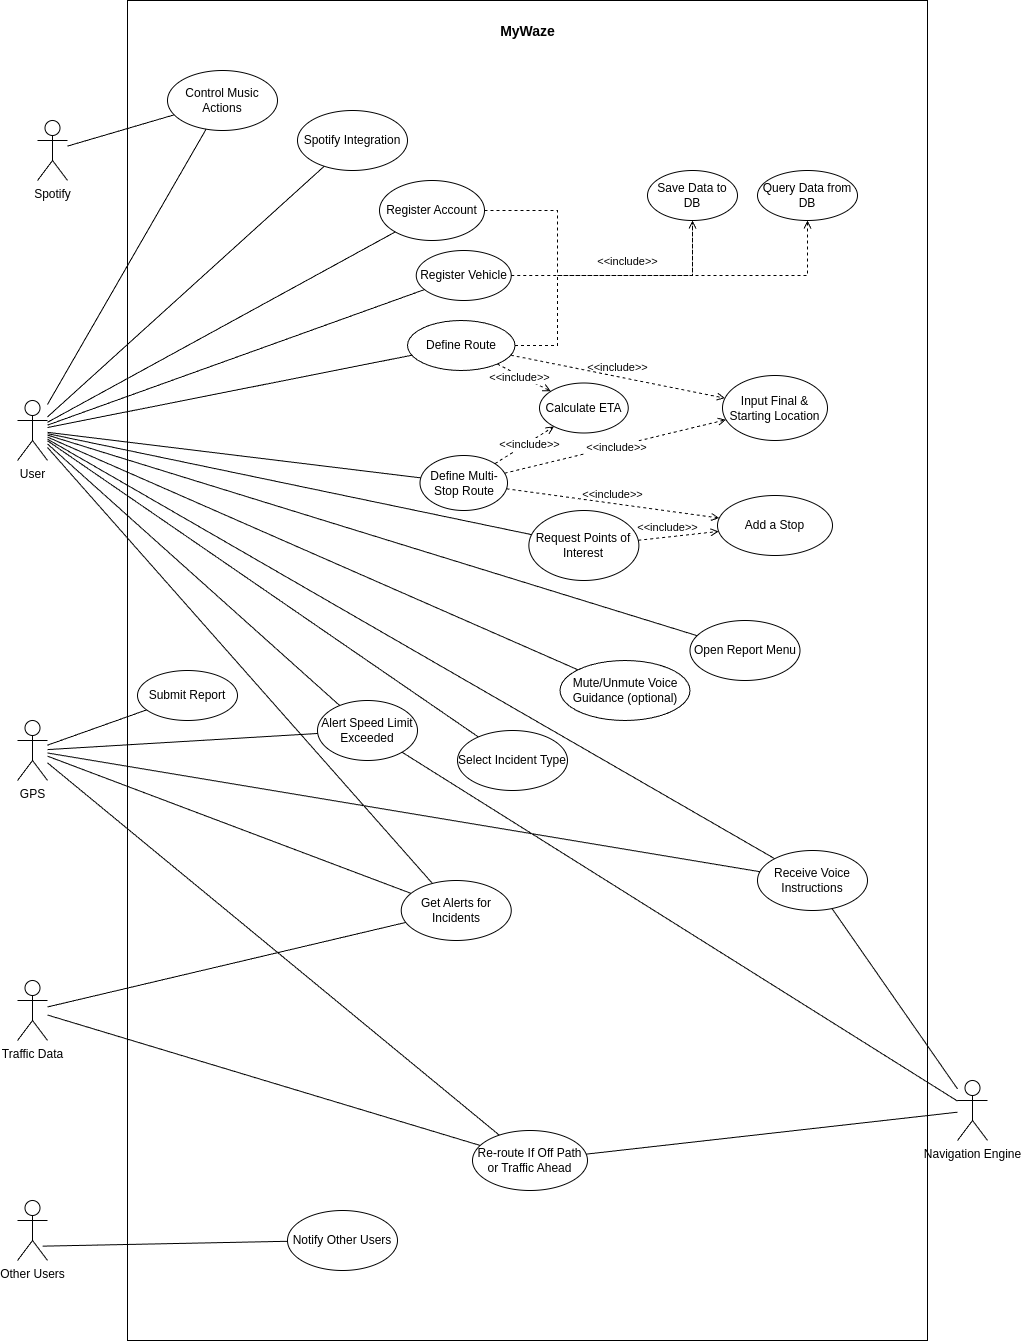 MyWaze
Control Music
Actions
Spotify Integration
Spotify
Save Data to
DB
Query Data from
DB
Register Account
<<include>>
Register Vehicle
Define Route
<<include>>
<<include>>
Calculate ETA
Input Final &
Starting Location
<<include>>
<<include>>
User
Define Multi-
Stop Route
<<include>>
<<include>>
Add a Stop
Request Points of
Interest
Open Report Menu
Mute/Unmute Voice
Guidance (optional)
Submit Report
Alert Speed Limit
Exceeded
Select Incident Type
GPS
Receive Voice
Instructions
Get Alerts for
Incidents
Traffic Data
Re-route If Off Path
or Traffic Ahead
Navigation Engine
Notify Other Users
Other Users